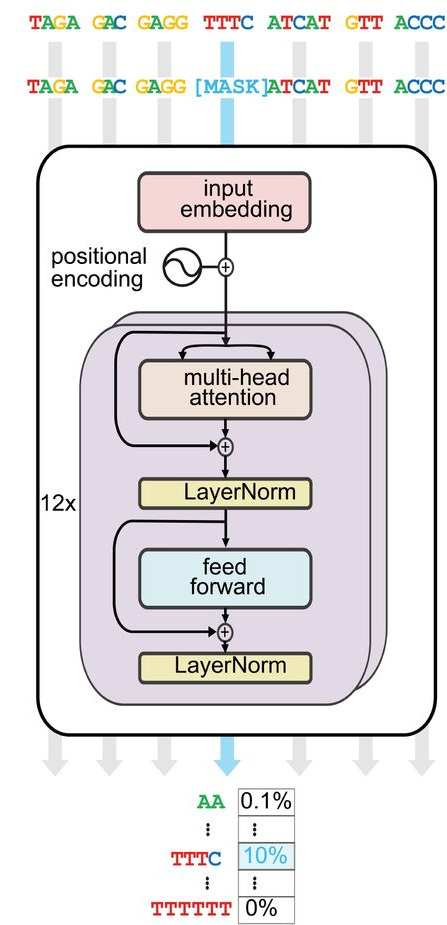 TAGA GAC GAGG TTTC ATCAT GTT ACCC
TAGA GAC GAGG [MASK]ATCAT GTT ACCC
input
embedding
positional
encoding
+
multi-head
attention
+
LayerNorm
12x
feed
forward
+
LayerNorm
AA 0.1%
TTTC 10%
TTTTTT 0%